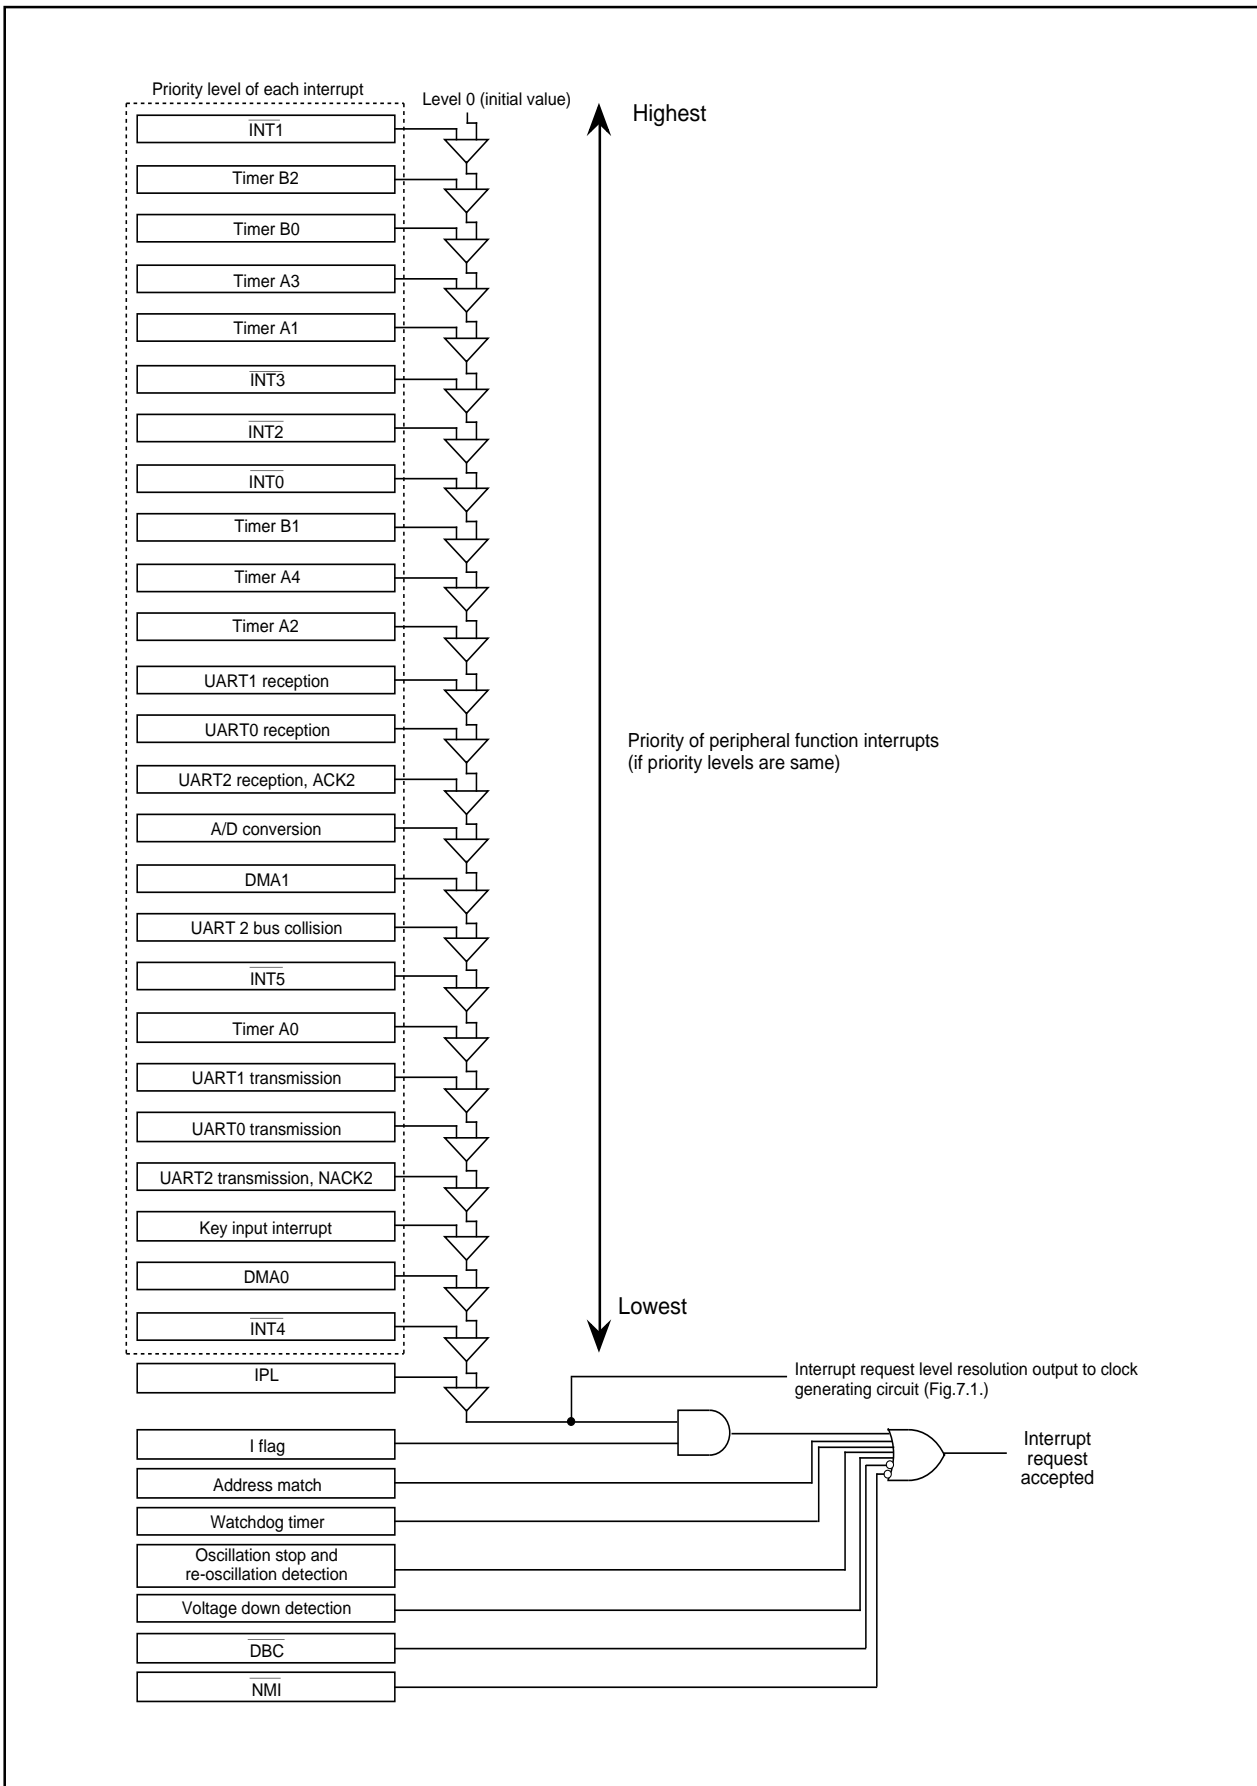 Priority level of each interrupt
Level 0 (initial value)
Highest
INT1
Timer B2
Timer B0
Timer A3
Timer A1
INT3
INT2
INT0
Timer B1
Timer A4
Timer A2
UART1 reception
UART0 reception
Priority of peripheral function interrupts
(if priority levels are same)
UART2 reception, ACK2
A/D conversion
DMA1
UART 2 bus collision
INT5
Timer A0
UART1 transmission
UART0 transmission
UART2 transmission, NACK2
Key input interrupt
DMA0
Lowest
INT4
IPL
Interrupt request level resolution output to clock
generating circuit (Fig.7.1.)
I flag
Interrupt
request
accepted
Address match
Watchdog timer
Oscillation stop and
re-oscillation detection
Voltage down detection
DBC
NMI